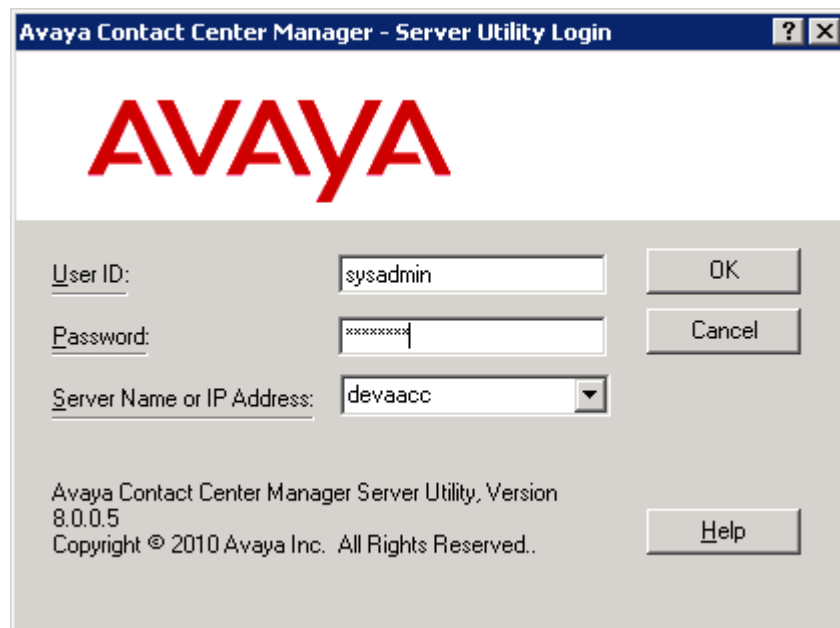 Avaya Contact Center Manager - Server Utility Login
AVAYA
User ID:
sysadmin
OK
Password:
********
Cancel
Server Name or IP Address:
devaacc
Avaya Contact Center Manager Server Utility, Version
8.0.0.5
Copyright © 2010 Avaya Inc.  All Rights Reserved..
Help